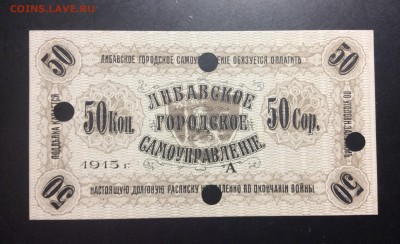 COINS.LAVE.RU
50
ЛИБАВСКОЕ ГОРОДСКОЕ САМОУПРАВЛЕНІЕ ОБЯЗУЕТСЯ ОПЛАТИТЬ
50
50 Коп.
ЛИБАВСКОЕ
ГОРОДСКОЕ
САМОУПРАВЛЕНІЕ.
50 Сор.
1915 г.
А
50
НАСТОЯЩУЮ ДОЛГОВУЮ РАСПИСКУ ПО ОКОНЧАНІИ ВОЙНЫ
50
ПОДДѢЛКА